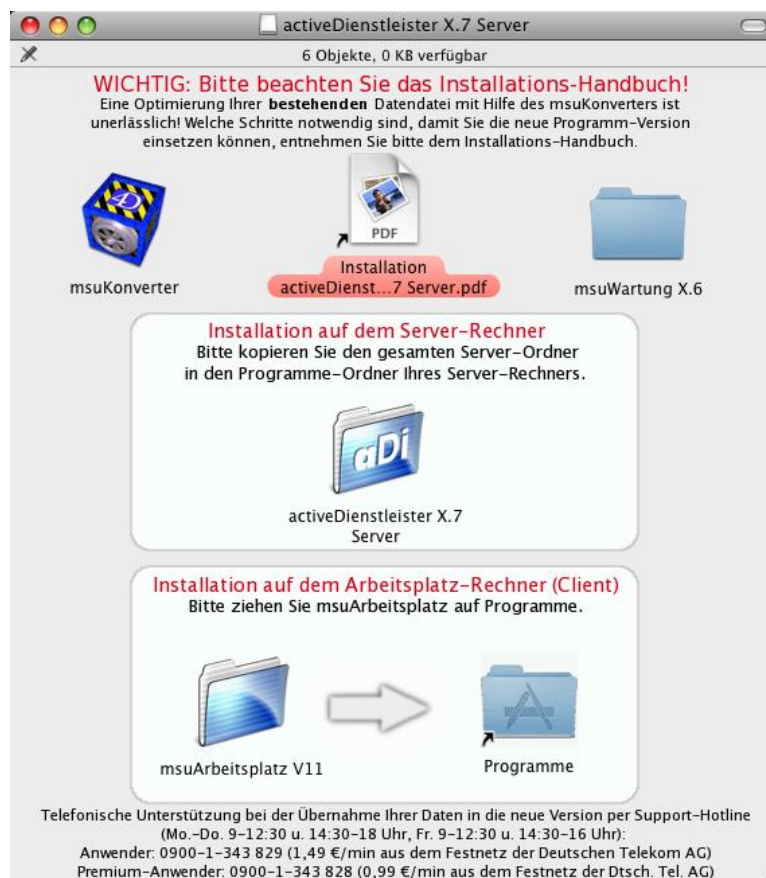 activeDienstleister X.7 Server
6 Objekte, 0 KB verfügbar
WICHTIG: Bitte beachten Sie das Installations-Handbuch!
Eine Optimierung Ihrer bestehenden Datendatei mit Hilfe des msuKonverters ist
unerlässlich! Welche Schritte notwendig sind, damit Sie die neue Programm-Version
einsetzen können, entnehmen Sie bitte dem Installations-Handbuch.
4D
PDF
msuKonverter
Installation
activeDienst...7 Server.pdf
msuWartung X.6
Installation auf dem Server-Rechner
Bitte kopieren Sie den gesamten Server-Ordner
in den Programme-Ordner Ihres Server-Rechners.
aDi
activeDienstleister X.7
Server
Installation auf dem Arbeitsplatz-Rechner (Client)
Bitte ziehen Sie msuArbeitsplatz auf Programme.
msuArbeitsplatz V11
Programme
Telefonische Unterstützung bei der Übernahme Ihrer Daten in die neue Version per Support-Hotline
(Mo.-Do. 9-12:30 u. 14:30-18 Uhr, Fr. 9-12:30 u. 14:30-16 Uhr):
Anwender: 0900-1-343 829 (1,49 €/min aus dem Festnetz der Deutschen Telekom AG)
Premium-Anwender: 0900-1-343 828 (0,99 €/min aus dem Festnetz der Dtsch. Tel. AG)